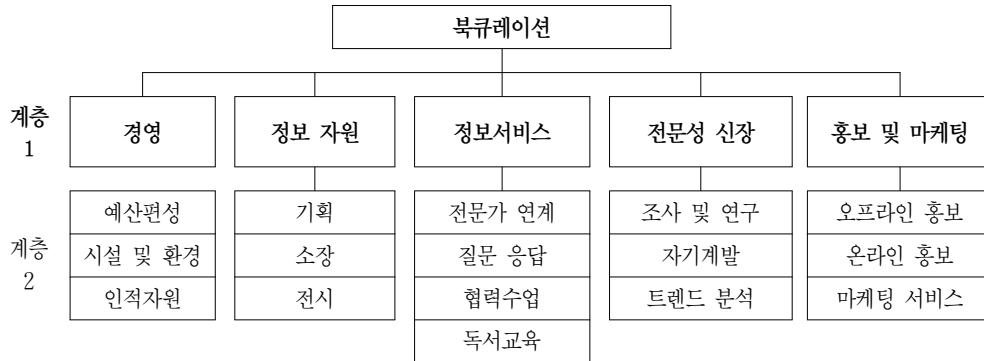 북큐레이션
계층
1
경영 정보 자원 정보서비스 전문성 신장 홍보 및 마케팅
계층
2
예산편성 기획 전문가 연계 조사 및 연구 오프라인 홍보
시설 및 환경 소장 질문 응답 자기계발 온라인 홍보
인적자원 전시 협력수업 트렌드 분석 마케팅 서비스
독서교육